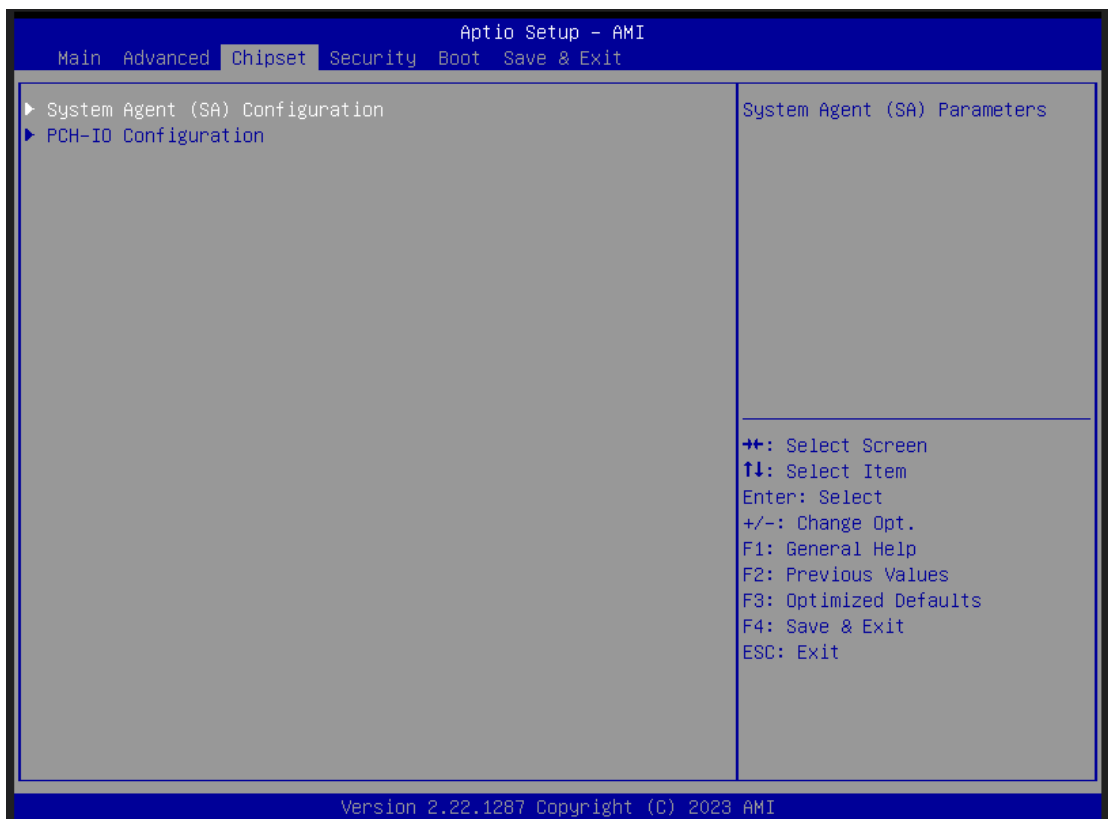 Aptio Setup – AMI
Main Advanced Chipset Security Boot Save & Exit
▶ System Agent (SA) Configuration
▶ PCH-IO Configuration
System Agent (SA) Parameters
→←: Select Screen
↑↓: Select Item
Enter: Select
+/-: Change Opt.
F1: General Help
F2: Previous Values
F3: Optimized Defaults
F4: Save & Exit
ESC: Exit
Version 2.22.1287 Copyright (C) 2023 AMI